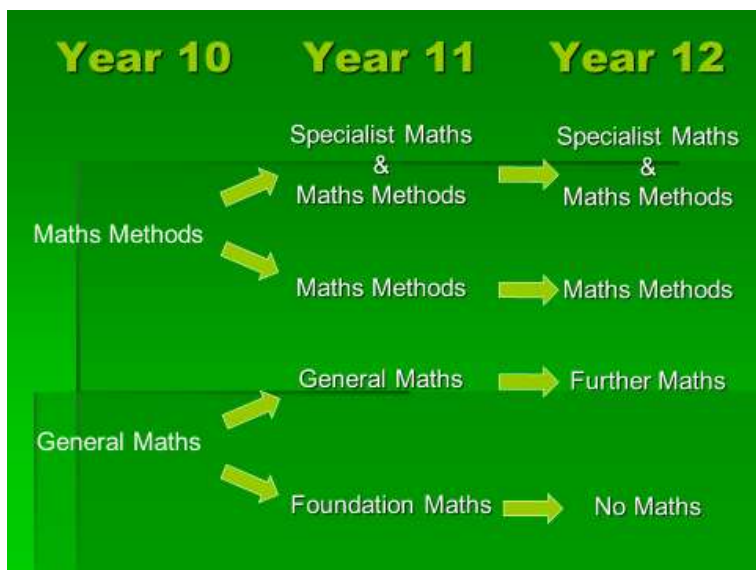 Year 10 Year 11 Year 12
Specialist Maths Specialist Maths
& &
Maths Methods Maths Methods
Maths Methods
Maths Methods Maths Methods
General Maths Further Maths
General Maths
Foundation Maths No Maths